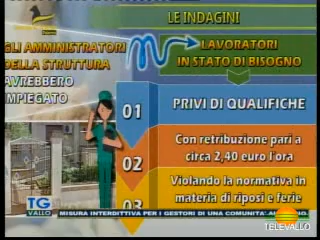 LE INDAGINI
GLI AMMINISTRATORI
DELLA STRUTTURA
AVREBBERO
IMPIEGATO
LAVORATORI
IN STATO DI BISOGNO
01
PRIVI DI QUALIFICHE
02
Con retribuzione pari a
circa 2,40 euro l'ora
03
Violando la normativa in
materia di riposi e ferie
TG
VALLO
MISURA INTERDITTIVA PER I GESTORI DI UNA COMUNITA'
TELEVALLO